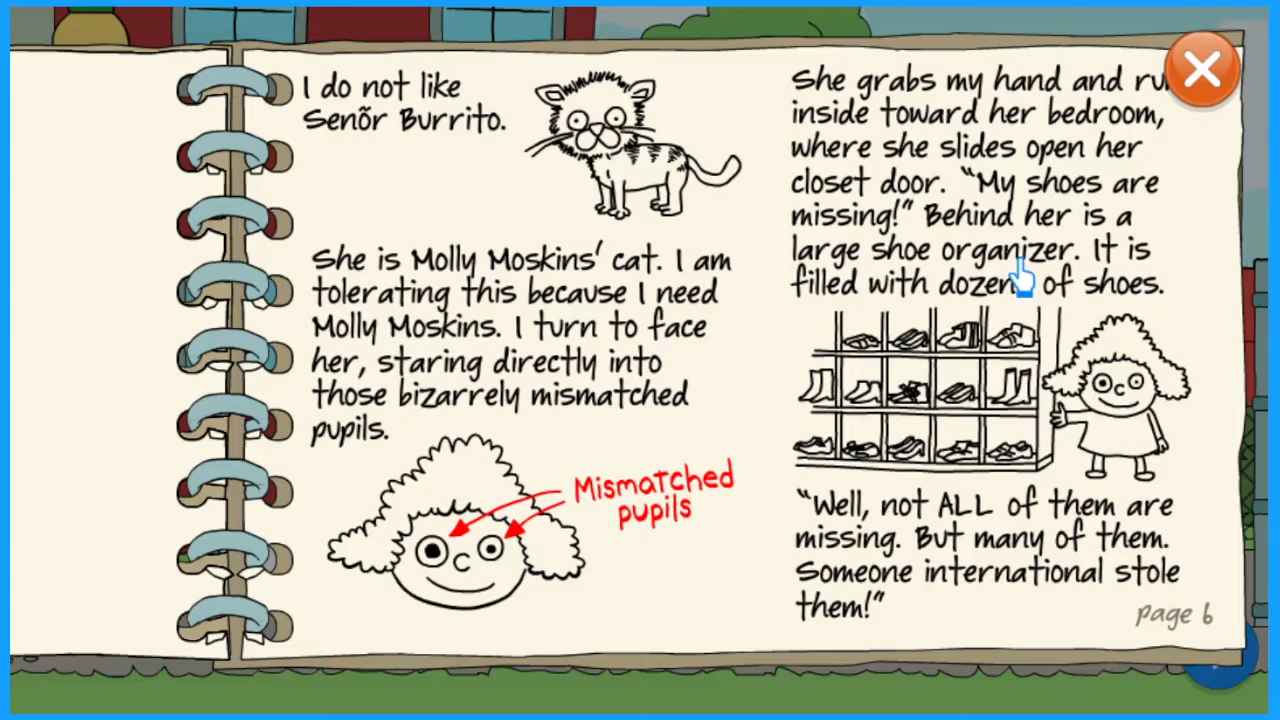 I do not like
Senõr Burrito.
She is Molly Moskins' cat. I am
tolerating this because I need
Molly Moskins. I turn to face
her, staring directly into
those bizarrely mismatched
pupils.
Mismatched
pupils
She grabs my hand and
inside toward her bedroom,
where she slides open her
closet door. "My shoes are
missing!" Behind her is a
large shoe organizer. It is
filled with of shoes.
"Well, not ALL of them are
missing. But many of them.
Someone international stole
them!"
page 6